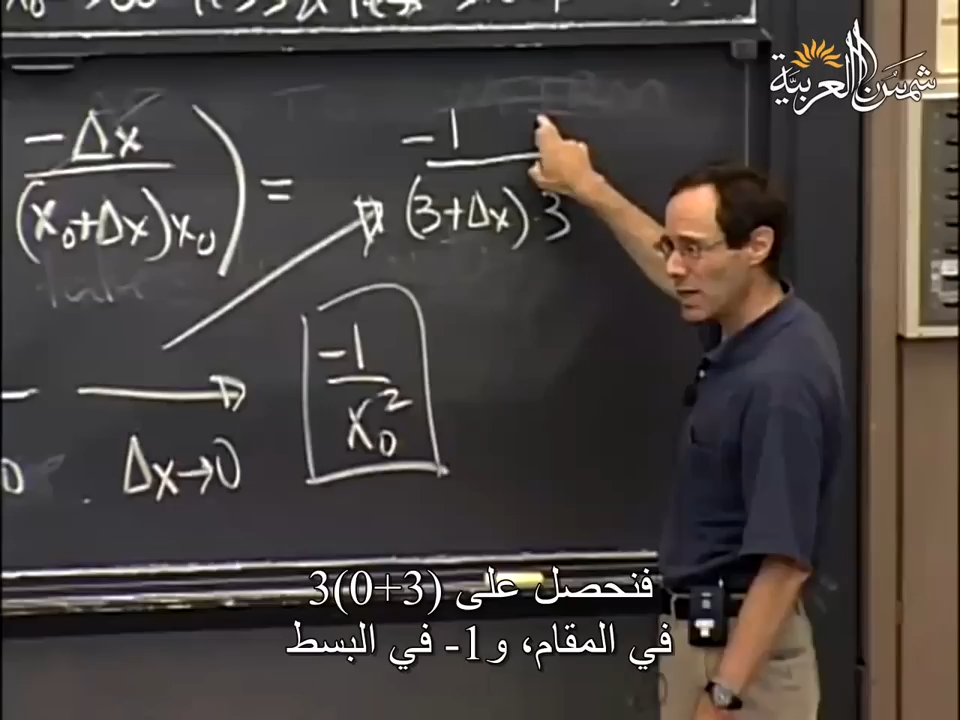 شمس العربية
-Δx
(x₀+Δx)x₀
) =
-1
(3+Δx)·3
-1
x₀²
0
Δx→0
فنحصل على (3+0)3
في المقام، و1- في البسط